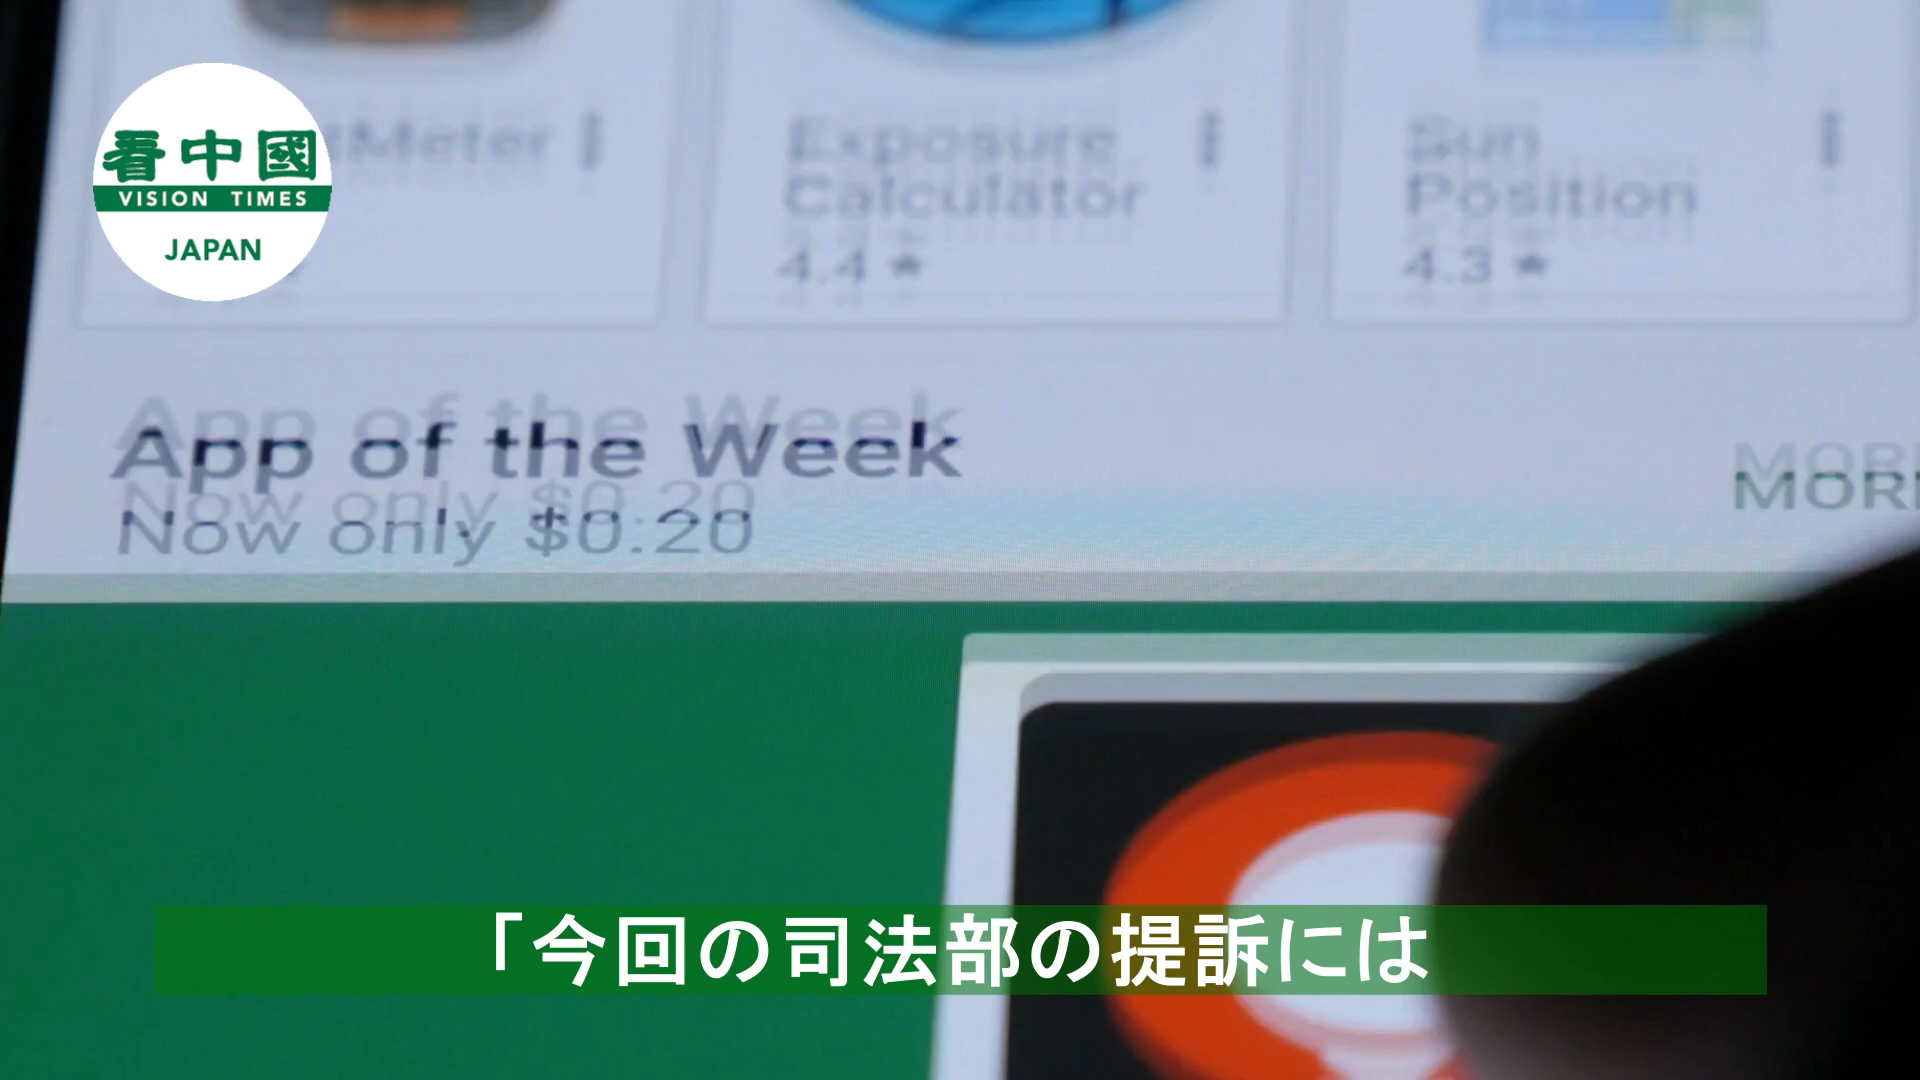 看中國
VISION TIMES
JAPAN
Meter
Exposure
Calculator
4.4 ★
Sun
Position
4.3 ★
App of the Week
Now only $0.20
「今回の司法部の提訴には